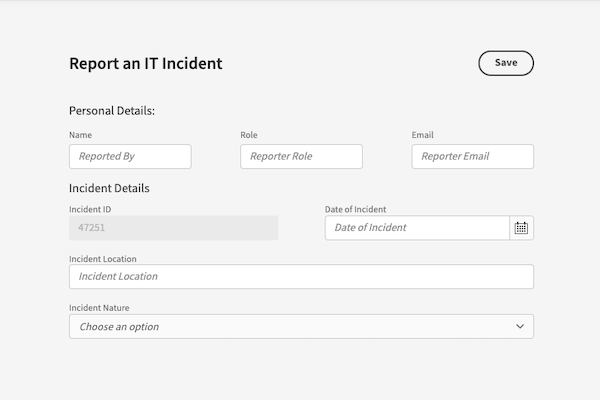 Report an IT Incident
Save
Personal Details:
Name
Role
Email
Reported By
Reporter Role
Reporter Email
Incident Details
Incident ID
Date of Incident
47251
Date of Incident
Incident Location
Incident Location
Incident Nature
Choose an option